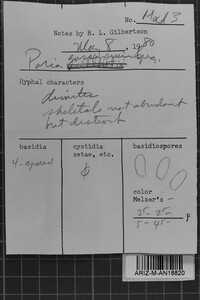 No. Mad 3
Notes by R. L. Gilbertson
May 8, 1980
Poria
Hyphal characters
dimitic
skeletals not abundant
but distinct
basidia
4-spored
cystidia
setae, etc.
basidiospores
color
Melzer's -
μ
ARIZ-M-AN18820